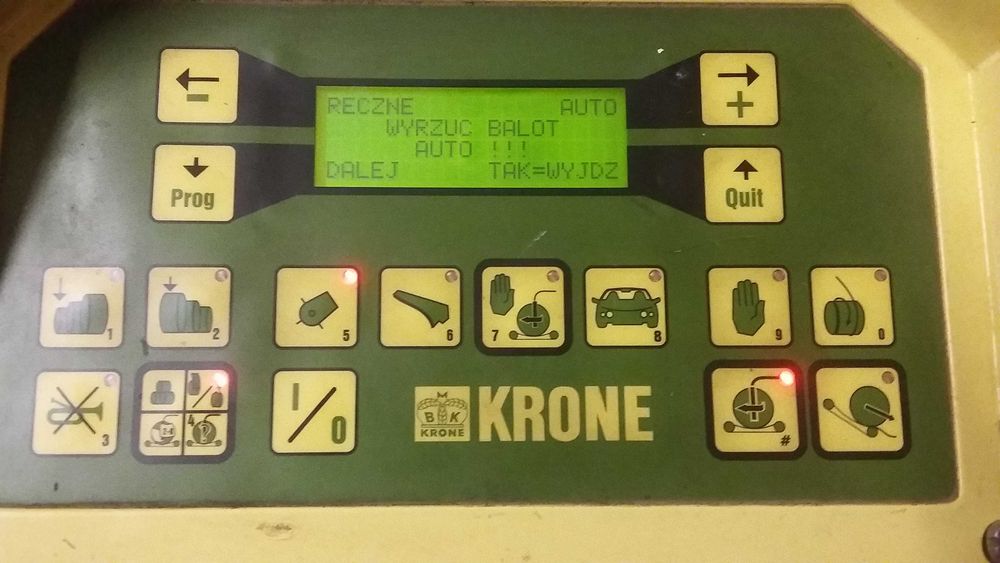 RECZNE AUTO
WYRZUC BALOT
AUTO !!!
DALEJ TAK=WYJDZ
- +
Prog Quit
1 2 5 6 7 8 9 0
3 4 I/O #
M
B K
KRONE
KRONE